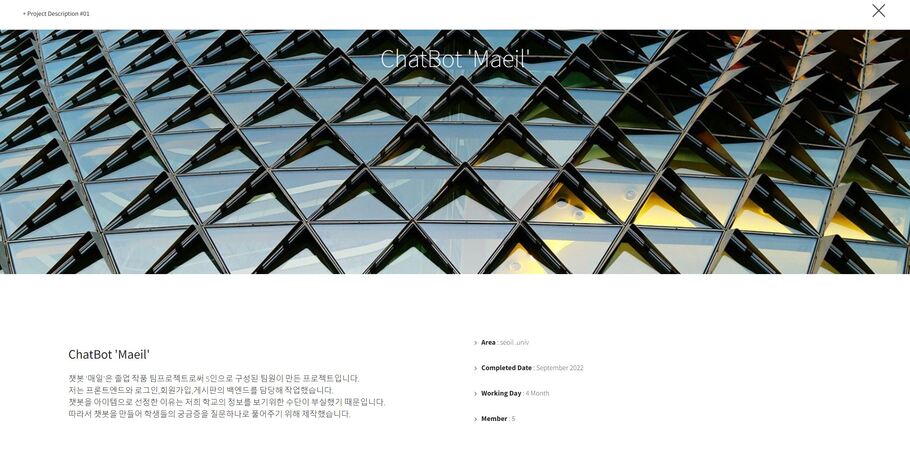 + Project Description #01
ChatBot 'Maeil'
ChatBot 'Maeil'
챗봇 '매일'은 졸업 작품 팀프로젝트로써 5인으로 구성된 팀원이 만든 프로젝트입니다.
저는 프론트엔드와 로그인,회원가입,게시판의 백엔드를 담당해 작업했습니다.
챗봇을 아이템으로 선정한 이유는 저희 학교의 정보를 보기위한 수단이 부실했기 때문입니다.
따라서 챗봇을 만들어 학생들의 궁금증을 질문하나로 풀어주기 위해 제작했습니다.
Area : seoil .univ
Completed Date : September 2022
Working Day : 4 Month
Member : 5